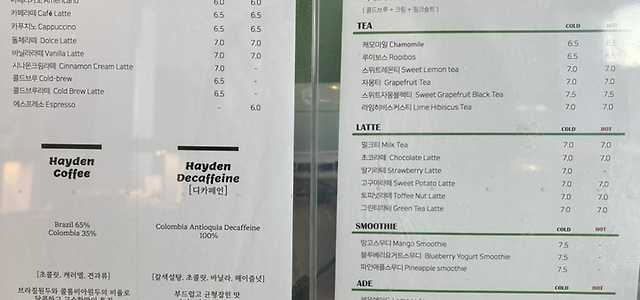 Americano
카페라떼 Café Latte 6.5 6.5
카푸치노 Cappuccino 6.5 6.5
돌체라떼 Dolce Latte 7.0 7.0
바닐라라떼 Vanilla Latte 7.0 7.0
시나몬크림라떼 Cinnamon Cream Latte 7.0 -
콜드브루 Cold-brew 6.5 -
콜드브루라떼 Cold Brew Latte 6.5 -
에스프레소 Espresso - 6.0
Hayden
Coffee
Brazil 65%
Colombia 35%
[초콜릿, 캐러멜, 견과류]
브라질원두와 콜롬비아원두의 비율로
Hayden
Decaffeine
[디카페인]
Colombia Antioquia Decaffeine
100%
[갈색설탕, 초콜릿, 바닐라, 헤이즐넛]
부드럽고 균형잡힌 맛
(콜드브루 + 크림 + 밀크솔트)
TEA COLD HOT
캐모마일 Chamomile 6.5 6.5
루이보스 Rooibos 6.5 6.5
스위트레몬티 Sweet Lemon tea 7.0 7.0
자몽티 Grapefruit Tea 7.0 7.0
스위트자몽블랙티 Sweet Grapefruit Black Tea 7.5 7.5
라임히비스커스티 Lime Hibiscus Tea 7.0 7.0
LATTE COLD HOT
밀크티 Milk Tea 7.0 7.0
초코라떼 Chocolate Latte 7.0 7.0
딸기라떼 Strawberry Latte 7.0 -
고구마라떼 Sweet Potato Latte 7.0 7.0
토피넛라떼 Toffee Nut Latte 7.0 7.0
그린티라떼 Green Tea Latte 7.0 7.0
SMOOTHIE COLD HOT
망고스무디 Mango Smoothie 7.5
블루베리요거트스무디 Blueberry Yogurt Smoothie 7.5
파인애플스무디 Pineapple smoothie 7.5
ADE COLD HOT